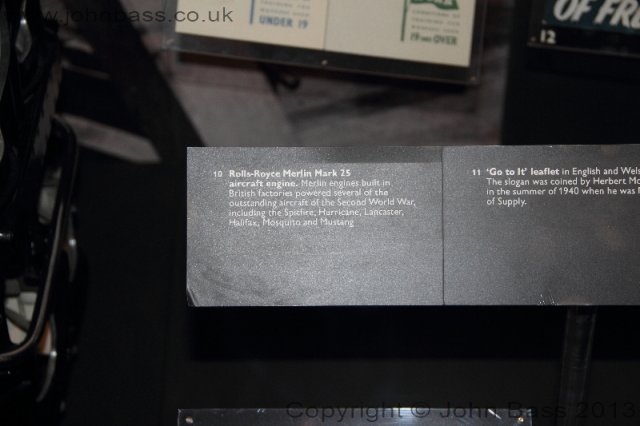 www.johnbass.co.uk
UNDER 19
19 and OVER
OF FRO
12
10 Rolls-Royce Merlin Mark 25
aircraft engine. Merlin engines built in
British factories powered several of the
outstanding aircraft of the Second World War,
including the Spitfire, Hurricane, Lancaster,
Halifax, Mosquito and Mustang
11 'Go to It' leaflet in English and Wels
The slogan was coined by Herbert Mo
in the summer of 1940 when he was M
of Supply.
Copyright © John Bass 2013